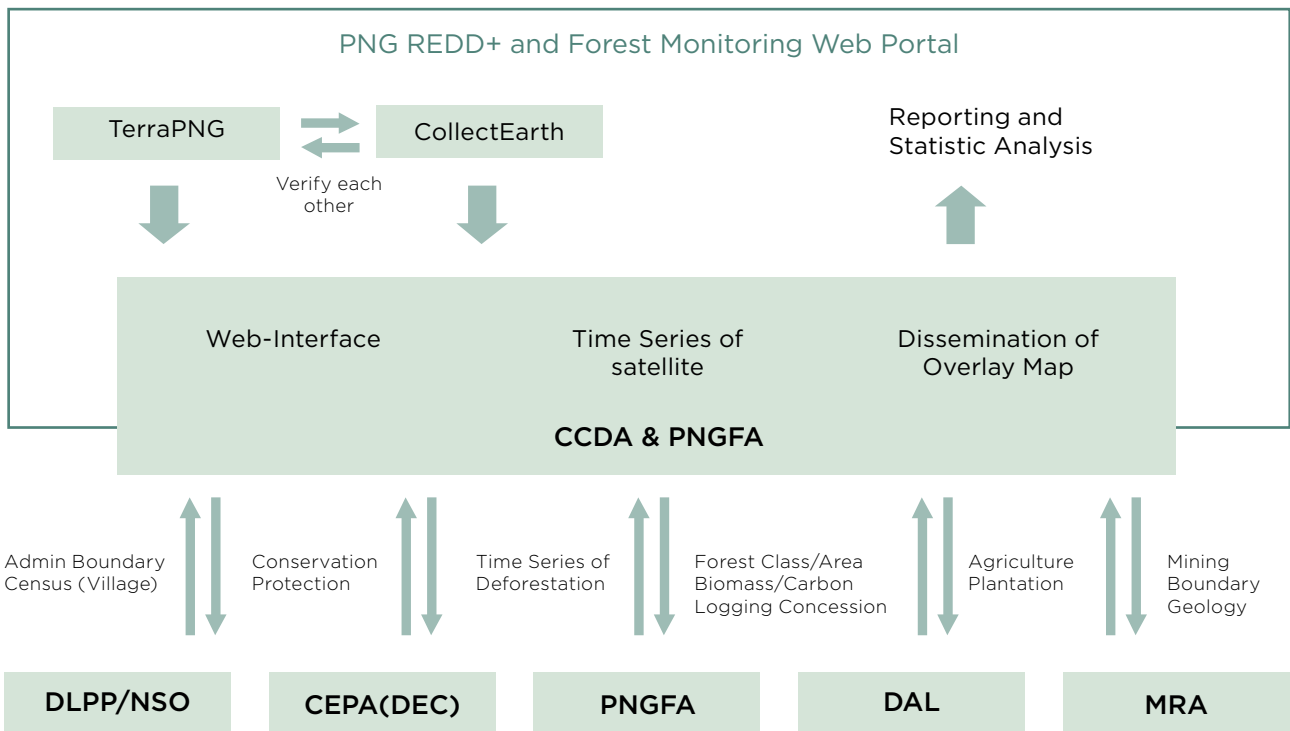 PNG REDD+ and Forest Monitoring Web Portal
TerraPNG
CollectEarth
Verify each
other
Reporting and
Statistic Analysis
Web-Interface
Time Series of
satellite
Dissemination of
Overlay Map
CCDA & PNGFA
Admin Boundary
Census (Village)
Conservation
Protection
Time Series of
Deforestation
Forest Class/Area
Biomass/Carbon
Logging Concession
Agriculture
Plantation
Mining
Boundary
Geology
DLPP/NSO
CEPA(DEC)
PNGFA
DAL
MRA